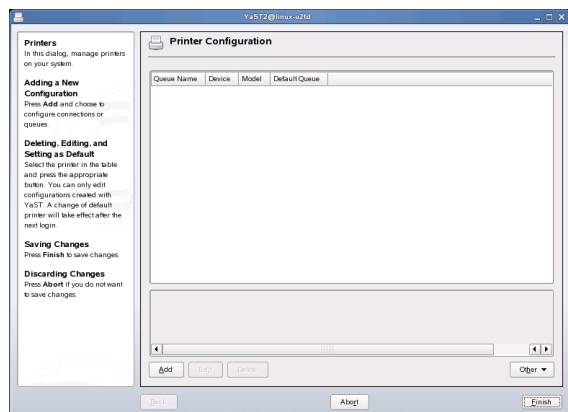 YaST2@linux-u2td
Printers
In this dialog, manage printers
on your system.
Adding a New
Configuration
Press Add and choose to
configure connections or
queues.
Deleting, Editing, and
Setting as Default
Select the printer in the table
and press the appropriate
button. You can only edit
configurations created with
YaST. A change of default
printer will take effect after the
next login.
Saving Changes
Press Finish to save changes.
Discarding Changes
Press Abort if you do not want
to save changes.
Printer Configuration
Queue Name Device Model Default Queue
Add Edit Delete Other
Back Abort Finish